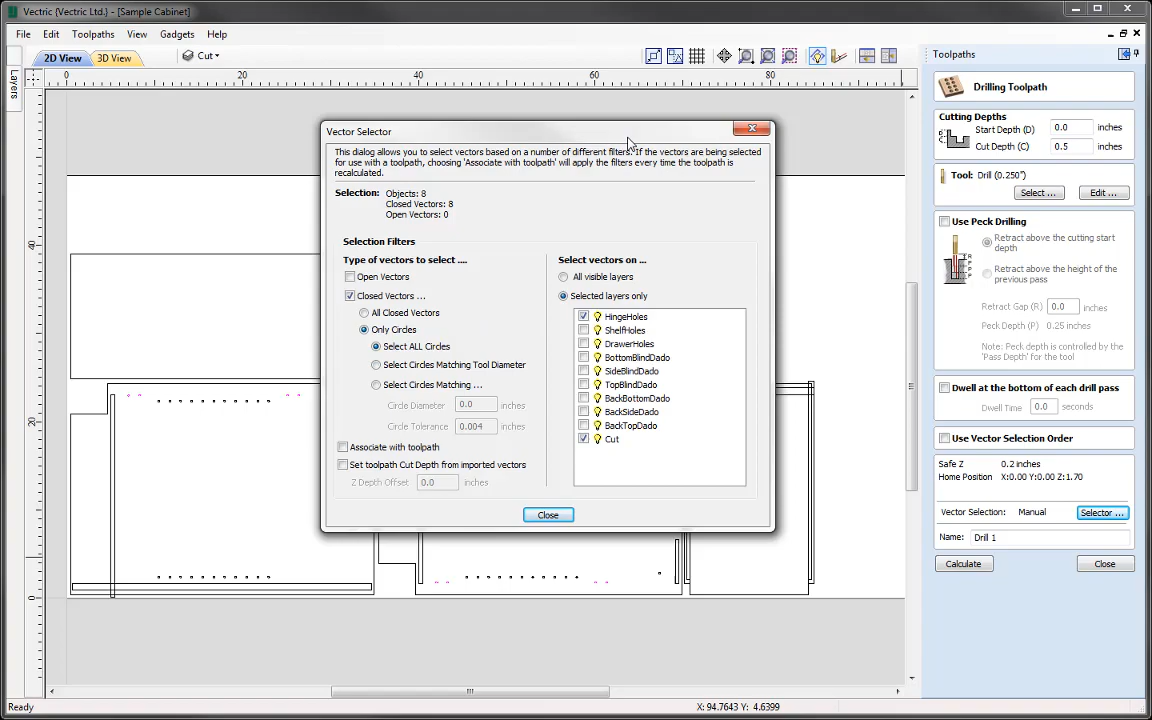 Vectric {Vectric Ltd.} - [Sample Cabinet]
File Edit Toolpaths View Gadgets Help
2D View 3D View Cut
Layers
0 20 40 60 80
40
20
0
Vector Selector
This dialog allows you to select vectors based on a number of different filters. If the vectors are being selected
for use with a toolpath, choosing 'Associate with toolpath' will apply the filters every time the toolpath is
recalculated.
Selection: Objects: 8
Closed Vectors: 8
Open Vectors: 0
Selection Filters
Type of vectors to select ....
Open Vectors
Closed Vectors ...
All Closed Vectors
Only Circles
Select ALL Circles
Select Circles Matching Tool Diameter
Select Circles Matching ...
Circle Diameter 0.0 inches
Circle Tolerance 0.004 inches
Associate with toolpath
Set toolpath Cut Depth from imported vectors
Z Depth Offset 0.0 inches
Select vectors on ...
All visible layers
Selected layers only
HingeHoles
ShelfHoles
DrawerHoles
BottomBlindDado
SideBlindDado
TopBlindDado
BackBottomDado
BackSideDado
BackTopDado
Cut
Close
Toolpaths
Drilling Toolpath
Cutting Depths
Start Depth (D) 0.0 inches
Cut Depth (C) 0.5 inches
Tool: Drill (0.250")
Select ... Edit ...
Use Peck Drilling
Retract above the cutting start
depth
Retract above the height of the
previous pass
Retract Gap (R) 0.0 inches
Peck Depth (P) 0.25 inches
Note: Peck depth is controlled by the
'Pass Depth' for the tool
Dwell at the bottom of each drill pass
Dwell Time 0.0 seconds
Use Vector Selection Order
Safe Z 0.2 inches
Home Position X:0.00 Y:0.00 Z:1.70
Vector Selection: Manual Selector ...
Name: Drill 1
Calculate Close
Ready X: 94.7643 Y: 4.6399